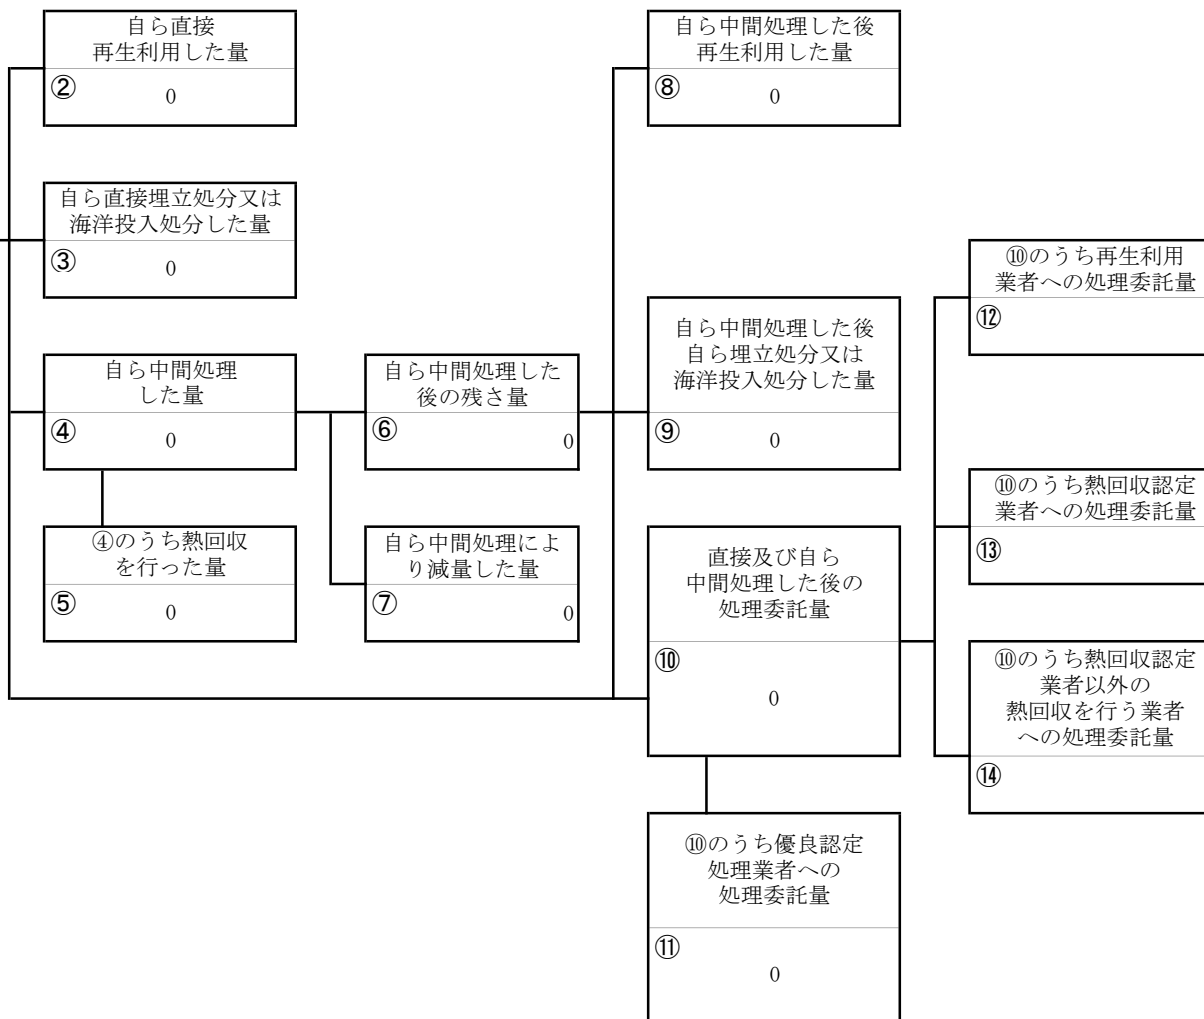 自ら直接
再生利用した量
②
0
自ら直接埋立処分又は
海洋投入処分した量
③
0
自ら中間処理
した量
④
0
④のうち熱回収
を行った量
⑤
0
自ら中間処理した
後の残さ量
⑥
0
自ら中間処理によ
り減量した量
⑦
0
自ら中間処理した後
再生利用した量
⑧
0
自ら中間処理した後
自ら埋立処分又は
海洋投入処分した量
⑨
0
直接及び自ら
中間処理した後の
処理委託量
⑩
0
⑩のうち優良認定
処理業者への
処理委託量
⑪
0
⑩のうち再生利用
業者への処理委託量
⑫
⑩のうち熱回収認定
業者への処理委託量
⑬
⑩のうち熱回収認定
業者以外の
熱回収を行う業者
への処理委託量
⑭